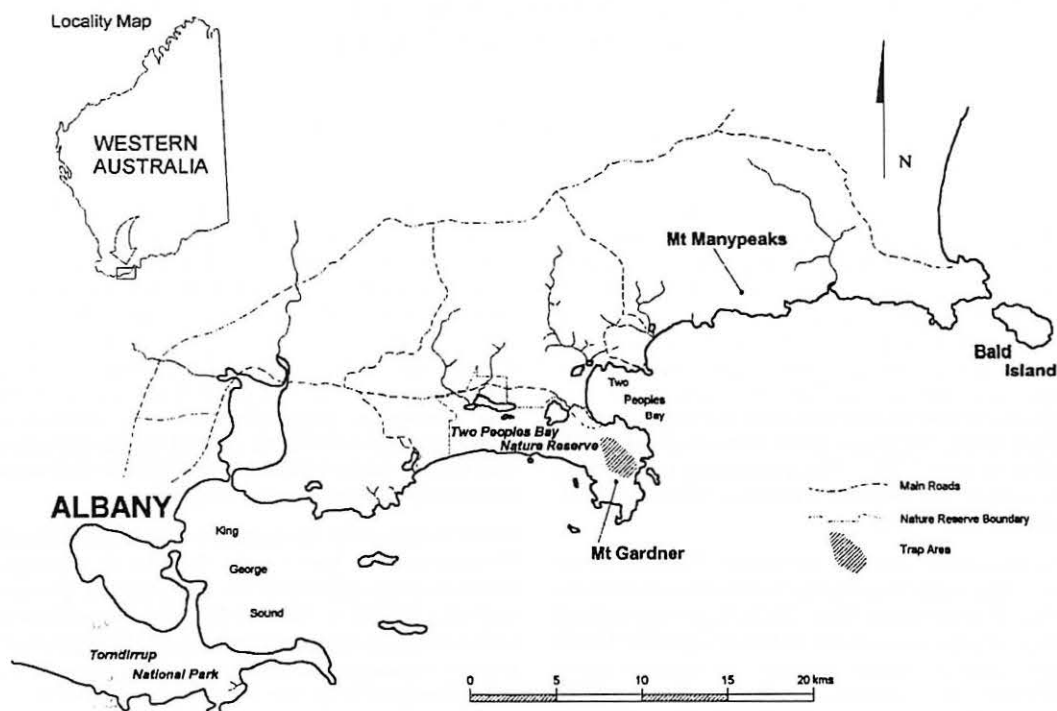 Locality Map
WESTERN
AUSTRALIA
N
Mt Manypeaks
Bald
Island
Two
Peoples
Bay
Two Peoples Bay
Nature Reserve
ALBANY
King
George
Sound
Mt Gardner
Main Roads
Nature Reserve Boundary
Trap Area
Torndirrup
National Park
0 5 10 15 20 kms